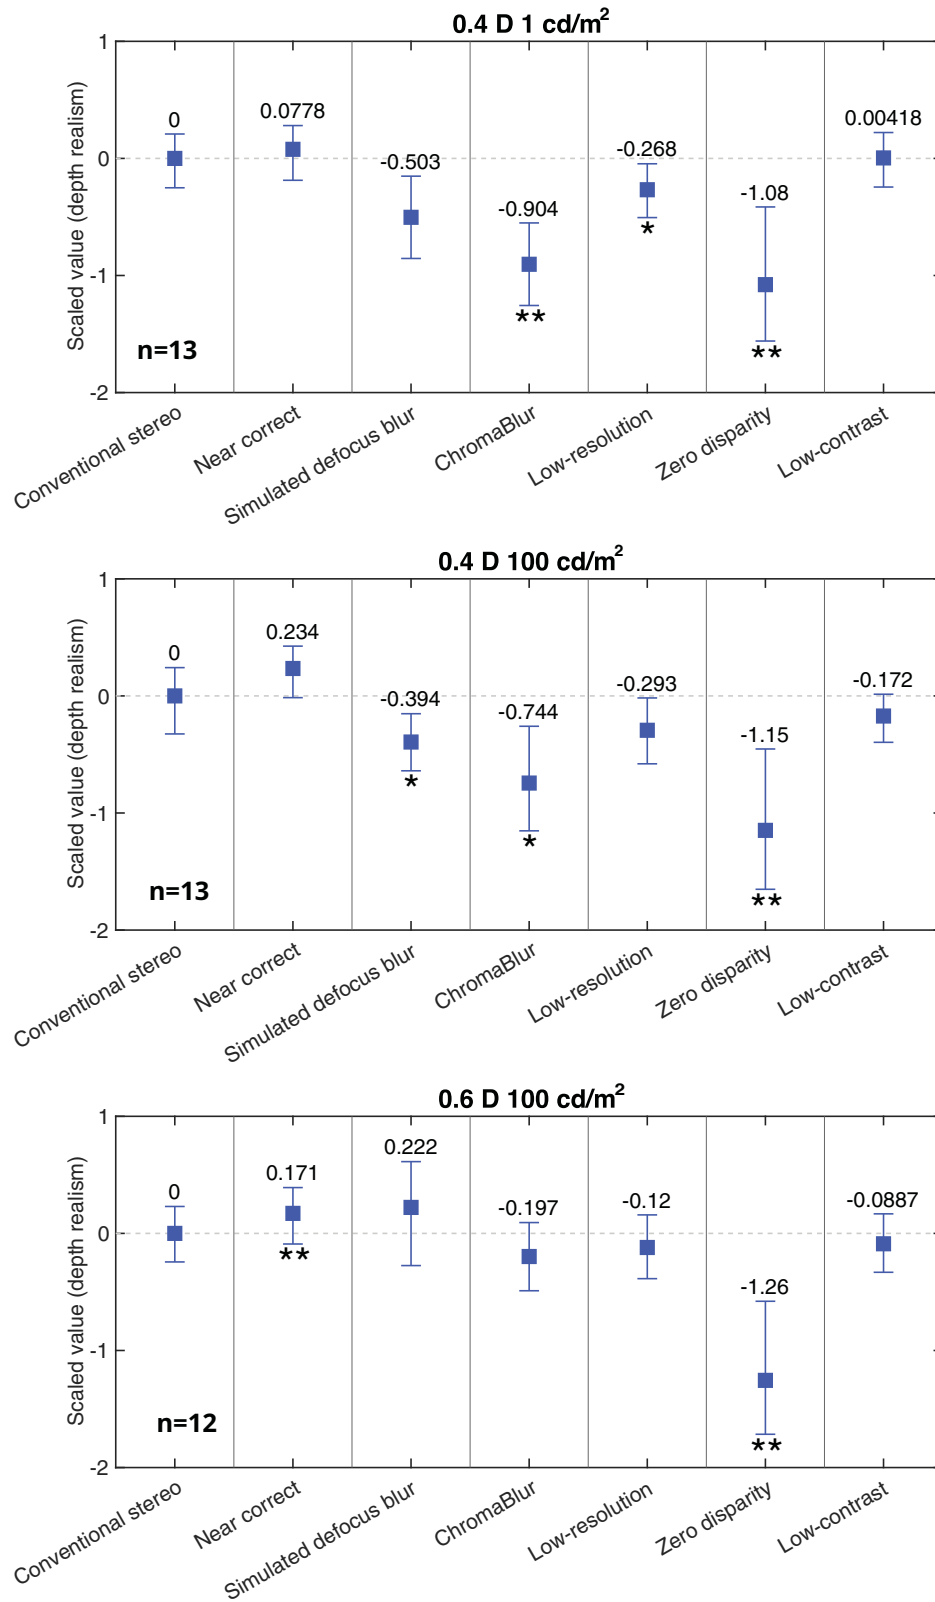 0.4 D 1 cd/m²
Scaled value (depth realism)
1
0
-1
-2
0
0.0778
-0.503
-0.904
**
-0.268
*
-1.08
**
0.00418
n=13
Conventional stereo
Near correct
Simulated defocus blur
ChromaBlur
Low-resolution
Zero disparity
Low-contrast
0.4 D 100 cd/m²
Scaled value (depth realism)
1
0
-1
-2
0
0.234
-0.394
*
-0.744
*
-0.293
-1.15
**
-0.172
n=13
Conventional stereo
Near correct
Simulated defocus blur
ChromaBlur
Low-resolution
Zero disparity
Low-contrast
0.6 D 100 cd/m²
Scaled value (depth realism)
1
0
-1
-2
0
0.171
**
0.222
-0.197
-0.12
-1.26
**
-0.0887
n=12
Conventional stereo
Near correct
Simulated defocus blur
ChromaBlur
Low-resolution
Zero disparity
Low-contrast